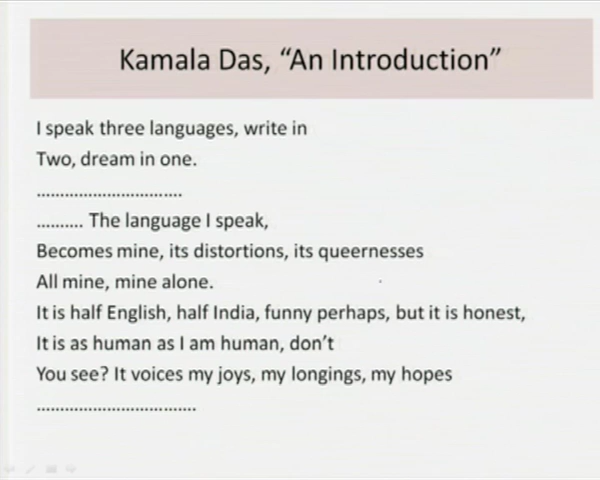 Kamala Das, “An Introduction”
I speak three languages, write in
Two, dream in one.
..............................
.......... The language I speak,
Becomes mine, its distortions, its queernesses
All mine, mine alone.
It is half English, half India, funny perhaps, but it is honest,
It is as human as I am human, don’t
You see? It voices my joys, my longings, my hopes
.................................